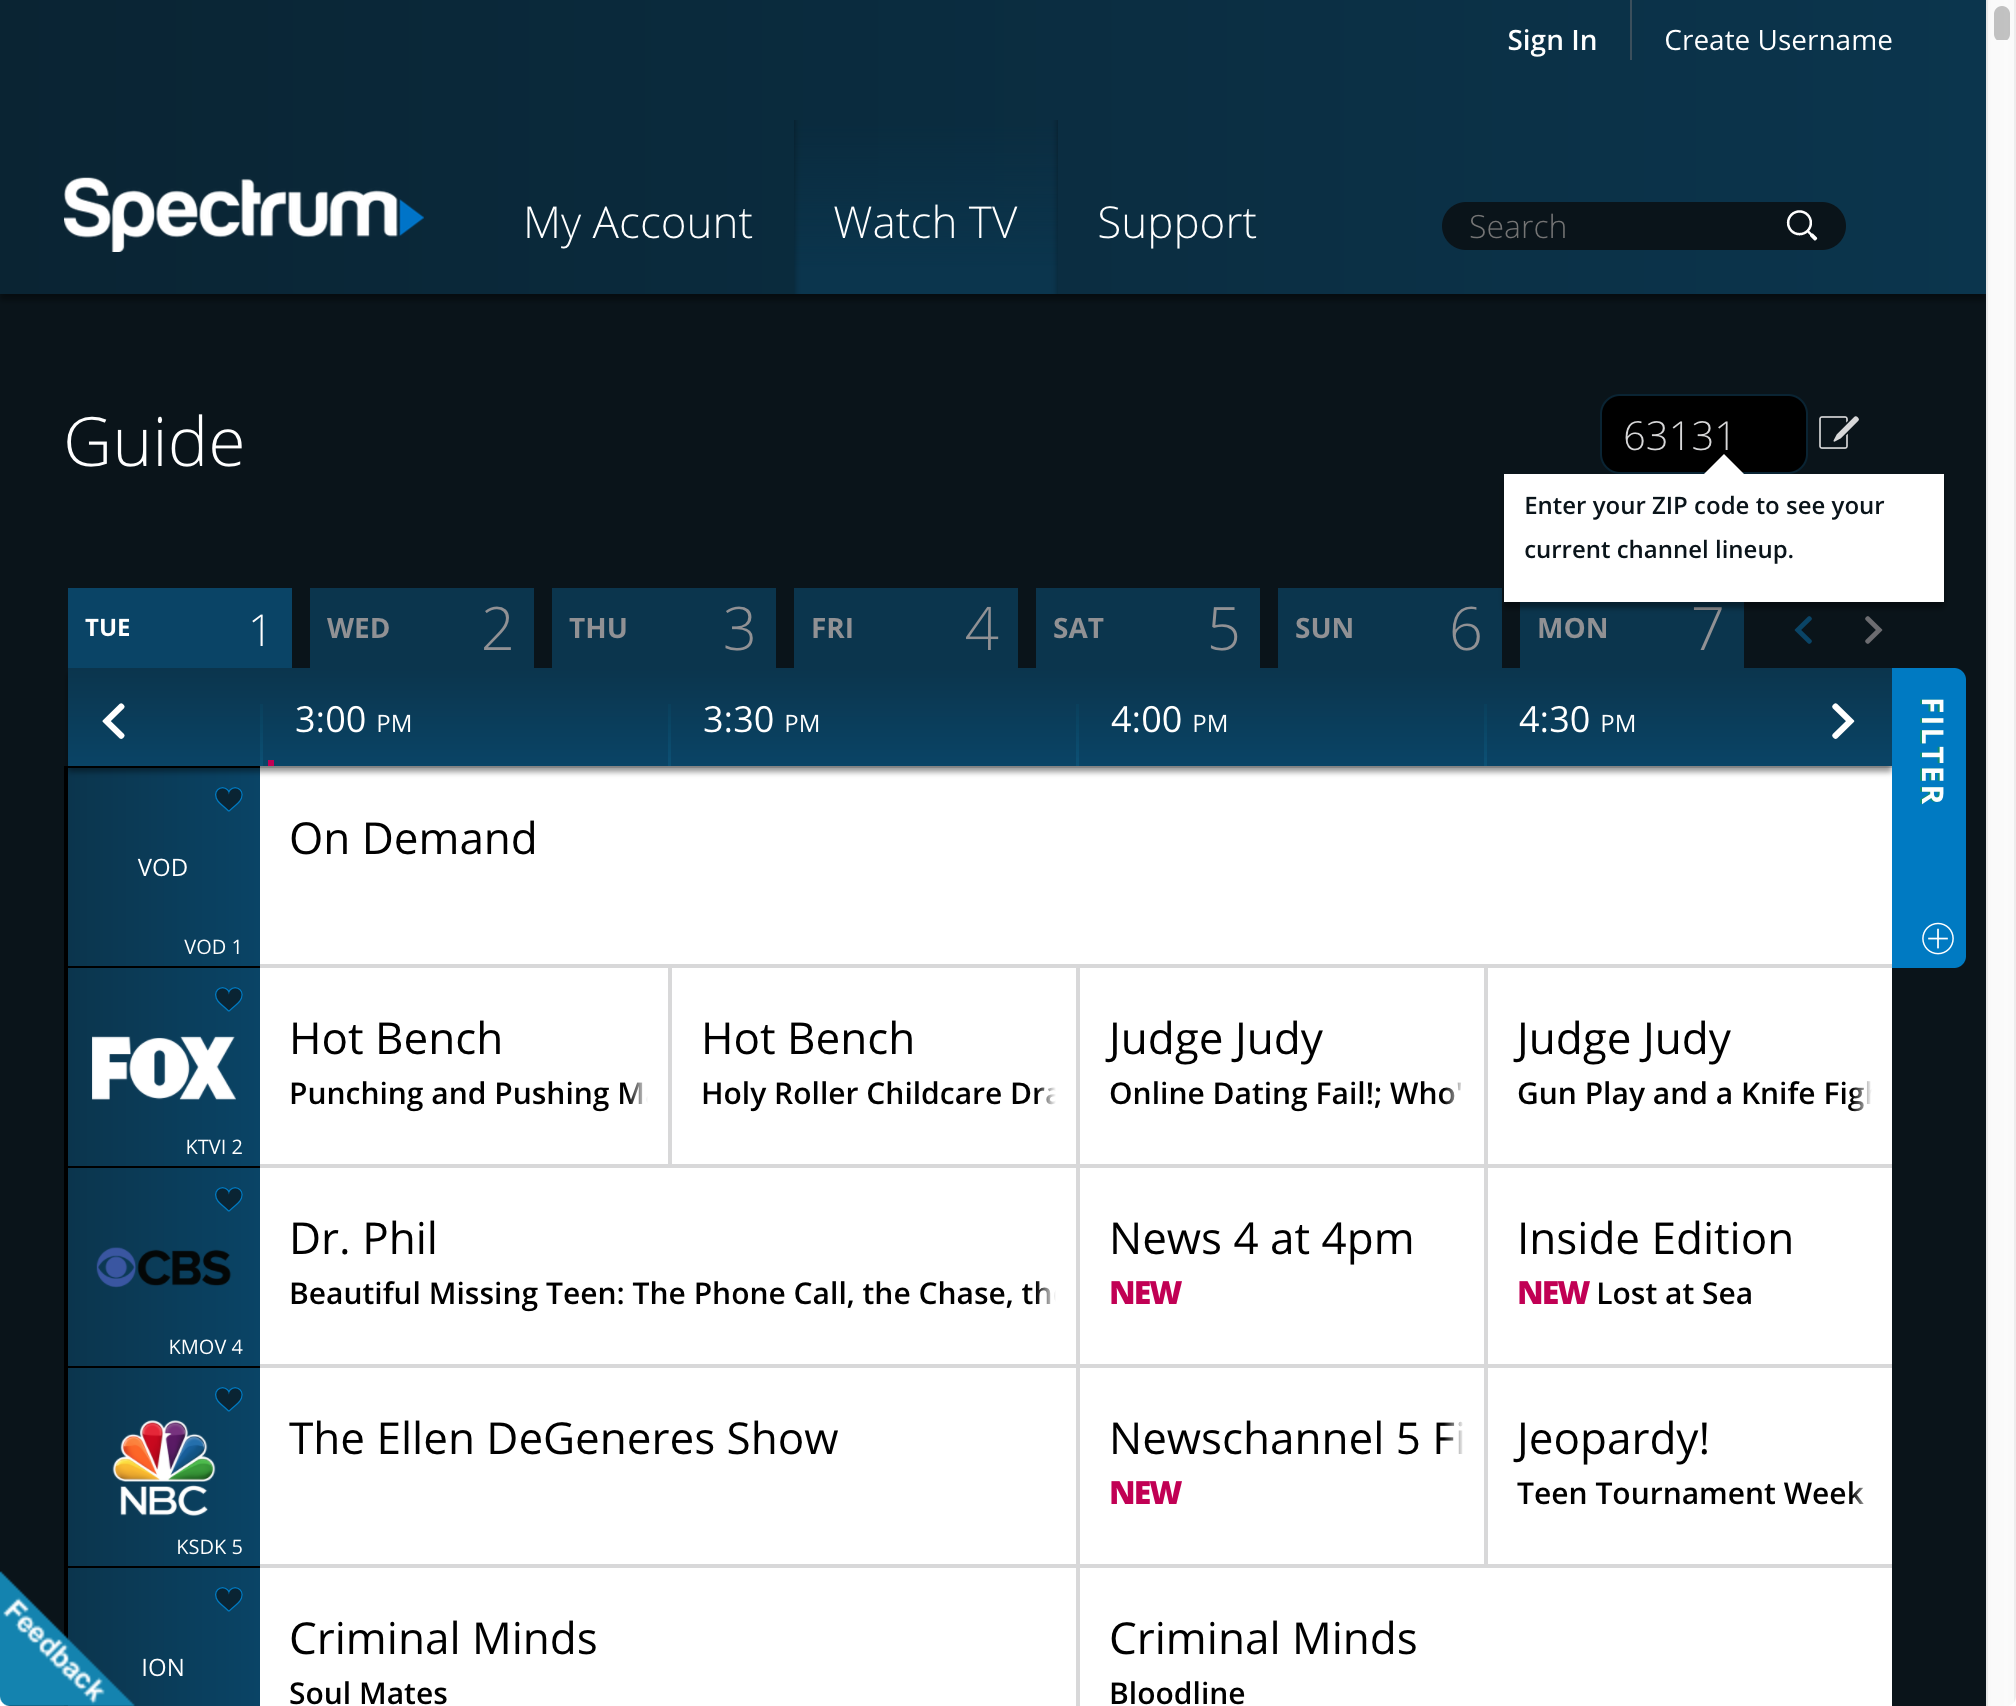 Sign In
Create Username
Spectrum
My Account
Watch TV
Support
Search
Guide
63131
Enter your ZIP code to see your
current channel lineup.
TUE 1
WED 2
THU 3
FRI 4
SAT 5
SUN 6
MON 7
3:00 PM
3:30 PM
4:00 PM
4:30 PM
FILTER
VOD
VOD 1
On Demand
FOX
KTVI 2
Hot Bench
Punching and Pushing M
Hot Bench
Holy Roller Childcare Dra
Judge Judy
Online Dating Fail!; Who'
Judge Judy
Gun Play and a Knife Figh
CBS
KMOV 4
Dr. Phil
Beautiful Missing Teen: The Phone Call, the Chase, th
News 4 at 4pm
NEW
Inside Edition
NEW Lost at Sea
NBC
KSDK 5
The Ellen DeGeneres Show
Newschannel 5 Fi
NEW
Jeopardy!
Teen Tournament Week
ION
Criminal Minds
Soul Mates
Criminal Minds
Bloodline
Feedback